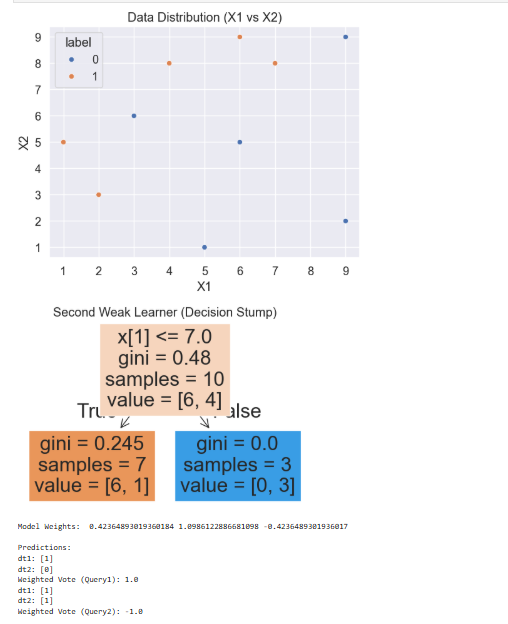 Data Distribution (X1 vs X2)
9
8
7
6
5
4
3
2
1
X2
label
0
1
1 2 3 4 5 6 7 8 9
X1
Second Weak Learner (Decision Stump)
x[1] <= 7.0
gini = 0.48
samples = 10
value = [6, 4]
gini = 0.245
samples = 7
value = [6, 1]
gini = 0.0
samples = 3
value = [0, 3]
Model Weights: 0.42364893019360184 1.0986122886681098 -0.4236489301936017
Predictions:
dt1: [1]
dt2: [0]
Weighted Vote (Query1): 1.0
dt1: [1]
dt2: [1]
Weighted Vote (Query2): -1.0